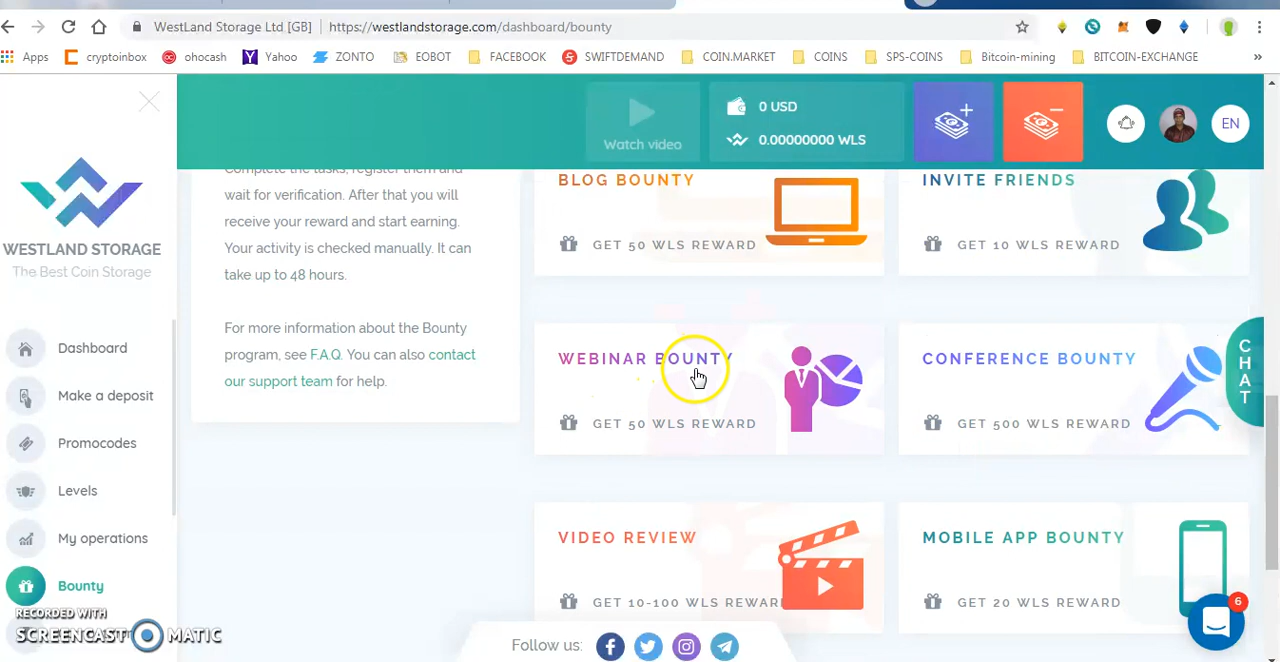 WestLand Storage Ltd [GB]
https://westlandstorage.com/dashboard/bounty
Apps
cryptoinbox
ohocash
Yahoo
ZONTO
EOBOT
FACEBOOK
SWIFTDEMAND
COIN.MARKET
COINS
SPS-COINS
Bitcoin-mining
BITCOIN-EXCHANGE
»
Watch video
0 USD
0.00000000 WLS
EN
WESTLAND STORAGE
The Best Coin Storage
Dashboard
Make a deposit
Promocodes
Levels
My operations
Bounty
RECORDED WITH
SCREENCAST MATIC
Complete the tasks, register them and
wait for verification. After that you will
receive your reward and start earning.
Your activity is checked manually. It can
take up to 48 hours.
For more information about the Bounty
program, see F.A.Q. You can also contact
our support team for help.
BLOG BOUNTY
GET 50 WLS REWARD
INVITE FRIENDS
GET 10 WLS REWARD
WEBINAR BOUNTY
GET 50 WLS REWARD
CONFERENCE BOUNTY
GET 500 WLS REWARD
VIDEO REVIEW
GET 10-100 WLS REWARD
MOBILE APP BOUNTY
GET 20 WLS REWARD
CHAT
6
Follow us: